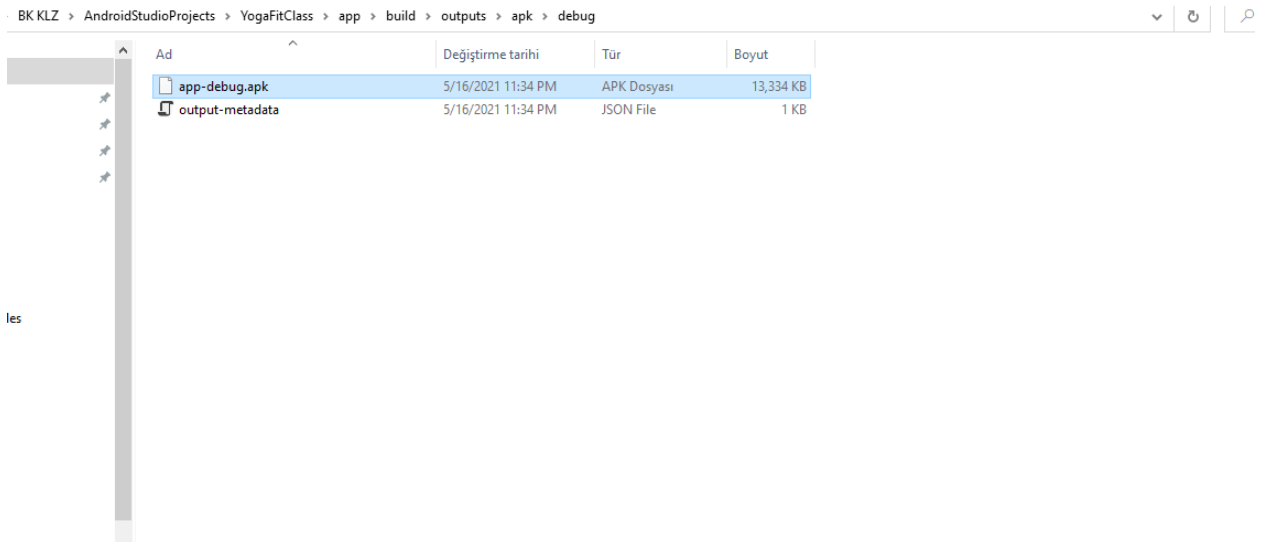 BK KLZ > AndroidStudioProjects > YogaFitClass > app > build > outputs > apk > debug
Ad Değiştirme tarihi Tür Boyut
app-debug.apk 5/16/2021 11:34 PM APK Dosyası 13,334 KB
output-metadata 5/16/2021 11:34 PM JSON File 1 KB
les